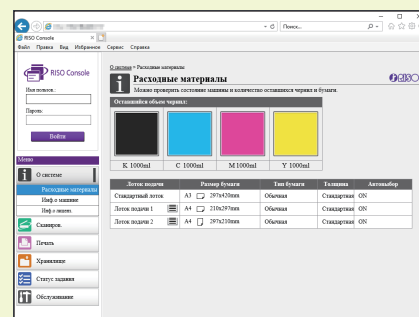 Поиск...
RISO Console
Файл Правка Вид Избранное Сервис Справка
RISO Console
Имя пользов.:
Пароль:
Войти
Меню
О системе
Расходные материалы
Инф.о машине
Инф.о лиценз.
Сканиров.
Печать
Хранилище
Статус задания
Обслуживание
О системе > Расходные материалы
Расходные материалы
Можно проверить состояние машины и количество оставшихся чернил и бумаги.
RISO
Оставшийся объем чернил:
K 1000ml C 1000ml M 1000ml Y 1000ml
Лоток подачи Размер бумаги Тип бумаги Толщина Автовыбор
Стандартный лоток A3 297x420mm Обычная Стандартная ON
Лоток подачи 1 A4 210x297mm Обычная Стандартная ON
Лоток подачи 2 A4 297x210mm Обычная Стандартная ON